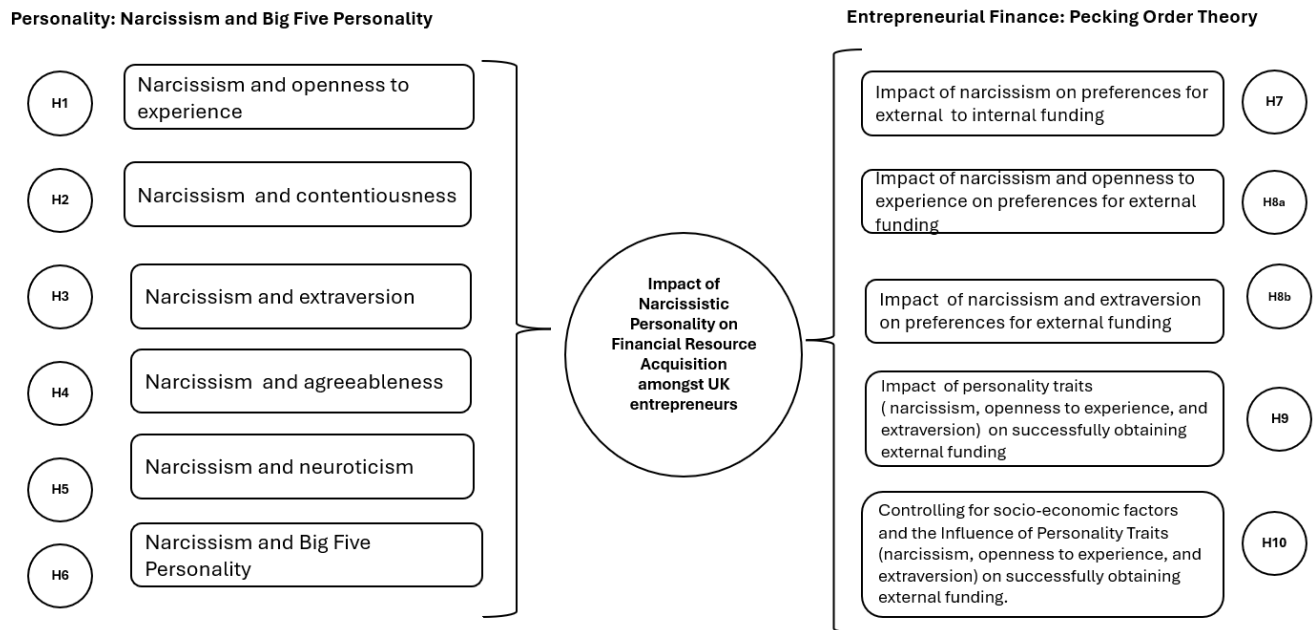 Personality: Narcissism and Big Five Personality
H1
Narcissism and openness to
experience
H2
Narcissism and contentiousness
H3
Narcissism and extraversion
H4
Narcissism and agreeableness
H5
Narcissism and neuroticism
H6
Narcissism and Big Five
Personality
Impact of
Narcissistic
Personality on
Financial Resource
Acquisition
amongst UK
entrepreneurs
Entrepreneurial Finance: Pecking Order Theory
Impact of narcissism on preferences for
external to internal funding
H7
Impact of narcissism and openness to
experience on preferences for external
funding
H8a
Impact of narcissism and extraversion
on preferences for external funding
H8b
Impact of personality traits
( narcissism, openness to experience, and
extraversion) on successfully obtaining
external funding
H9
Controlling for socio-economic factors
and the Influence of Personality Traits
(narcissism, openness to experience, and
extraversion) on successfully obtaining
external funding.
H10